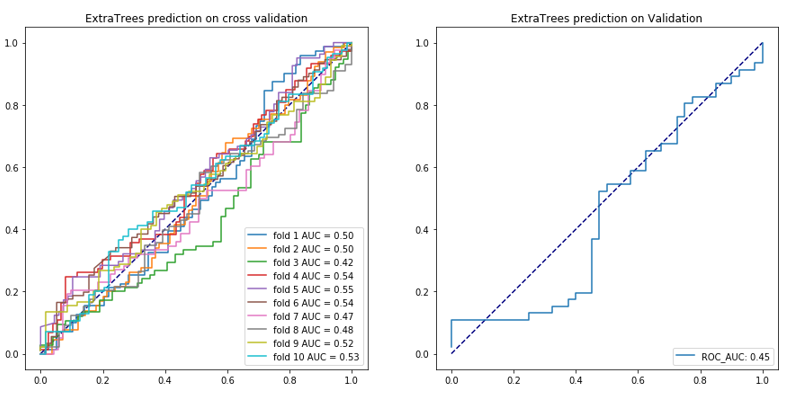 ExtraTrees prediction on cross validation
1.0
0.8
0.6
0.4
0.2
0.0
fold 1 AUC = 0.50
fold 2 AUC = 0.50
fold 3 AUC = 0.42
fold 4 AUC = 0.54
fold 5 AUC = 0.55
fold 6 AUC = 0.54
fold 7 AUC = 0.47
fold 8 AUC = 0.48
fold 9 AUC = 0.52
fold 10 AUC = 0.53
0.0 0.2 0.4 0.6 0.8 1.0
ExtraTrees prediction on Validation
1.0
0.8
0.6
0.4
0.2
0.0
ROC_AUC: 0.45
0.0 0.2 0.4 0.6 0.8 1.0